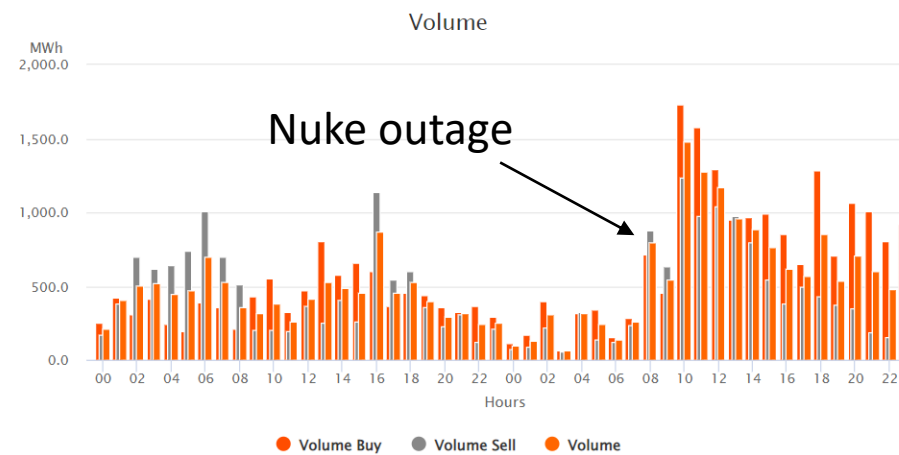 Volume
MWh
2,000.0
1,500.0
Nuke outage
1,000.0
500.0
0.0
00 02 04 06 08 10 12 14 16 18 20 22 00 02 04 06 08 10 12 14 16 18 20 22
Hours
Volume Buy Volume Sell Volume